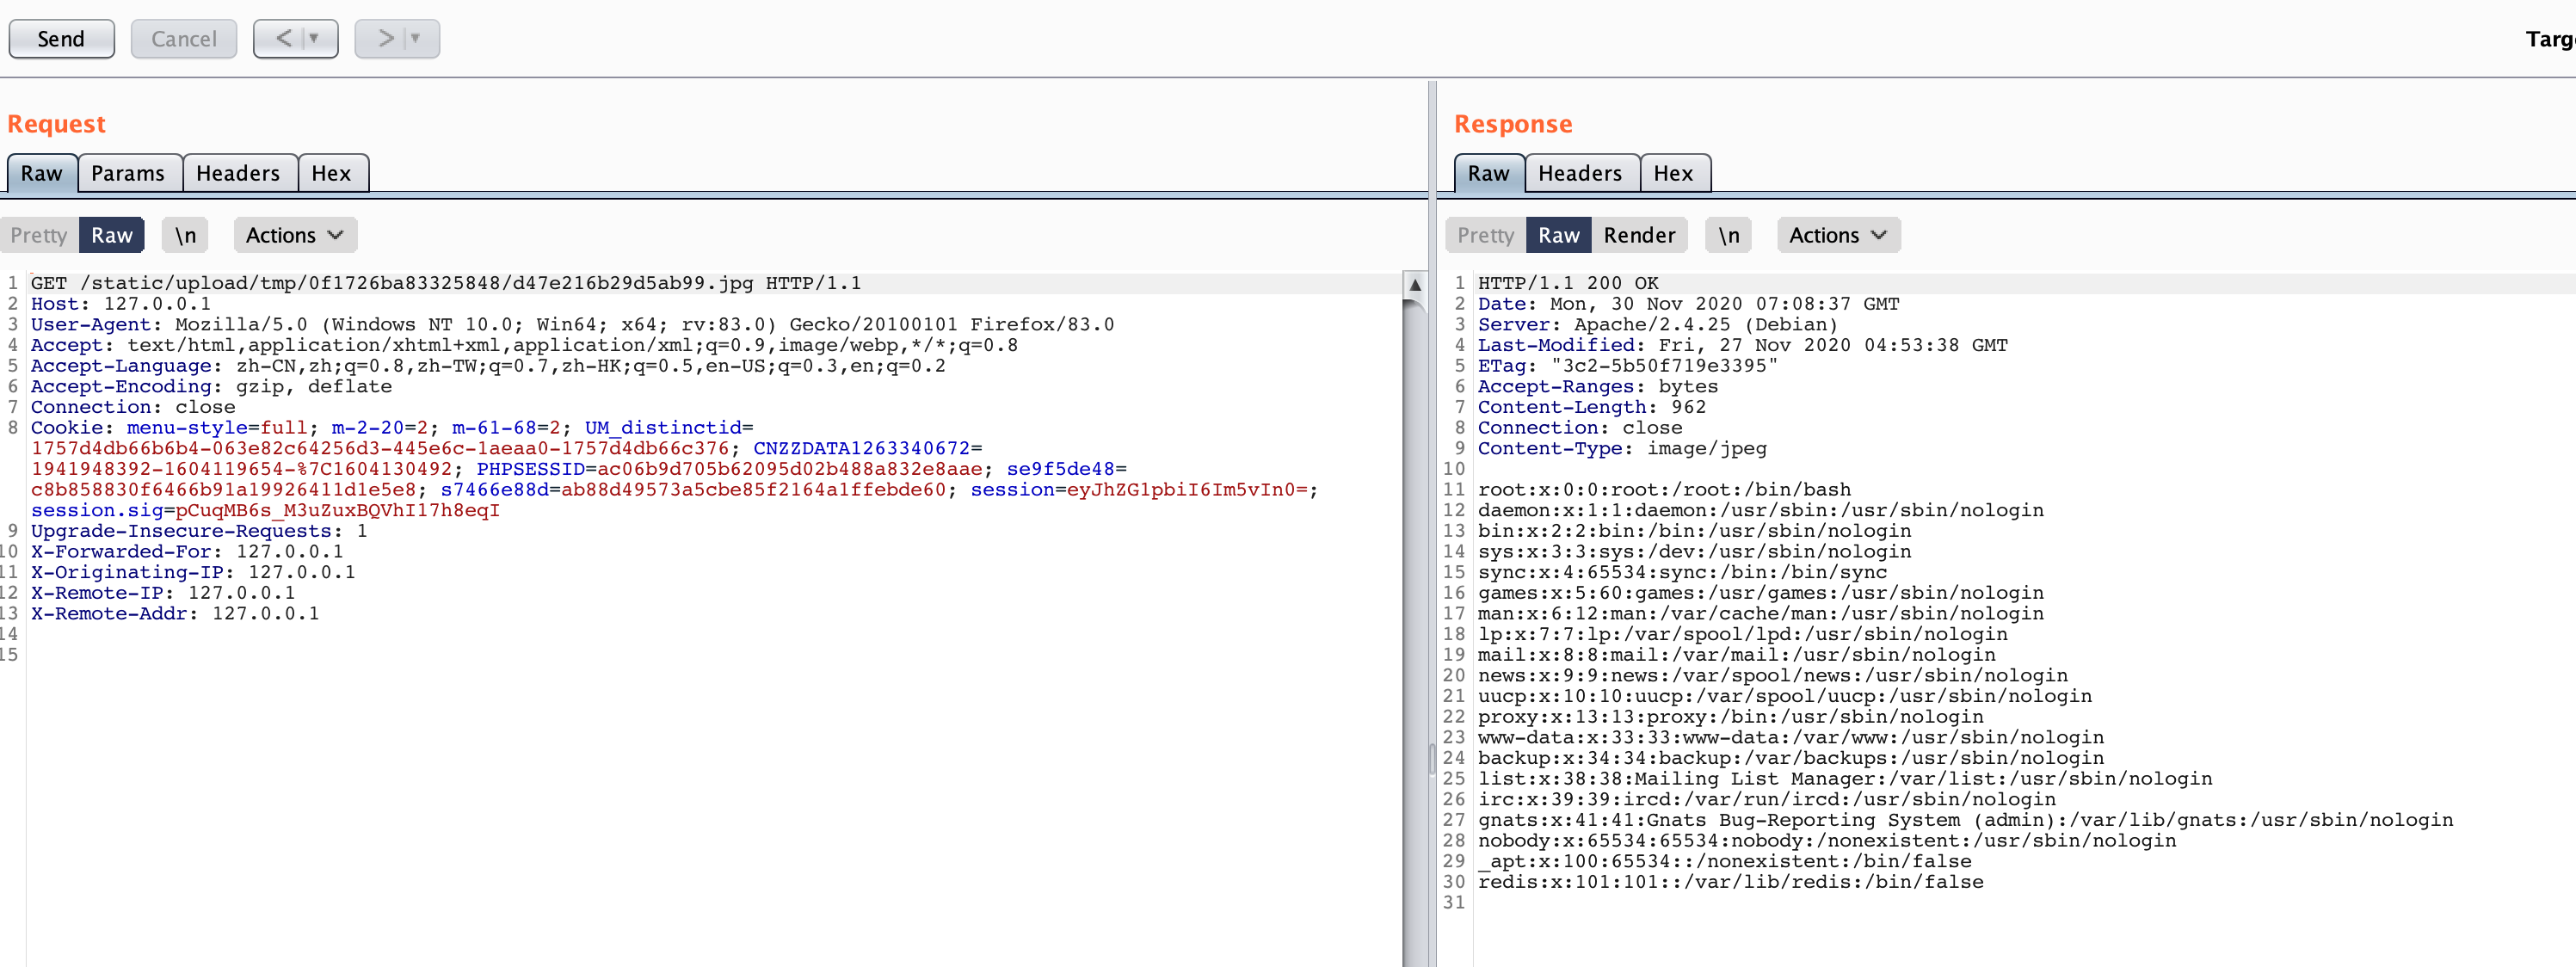 Send Cancel < >
Targ
Request
Raw Params Headers Hex
Pretty Raw \n Actions
1 GET /static/upload/tmp/0f1726ba83325848/d47e216b29d5ab99.jpg HTTP/1.1
2 Host: 127.0.0.1
3 User-Agent: Mozilla/5.0 (Windows NT 10.0; Win64; x64; rv:83.0) Gecko/20100101 Firefox/83.0
4 Accept: text/html,application/xhtml+xml,application/xml;q=0.9,image/webp,*/*;q=0.8
5 Accept-Language: zh-CN,zh;q=0.8,zh-TW;q=0.7,zh-HK;q=0.5,en-US;q=0.3,en;q=0.2
6 Accept-Encoding: gzip, deflate
7 Connection: close
8 Cookie: menu-style=full; m-2-20=2; m-61-68=2; UM_distinctid=
1757d4db66b6b4-063e82c64256d3-445e6c-1aeaa0-1757d4db66c376; CNZZDATA1263340672=
1941948392-1604119654-%7C1604130492; PHPSESSID=ac06b9d705b62095d02b488a832e8aae; se9f5de48=
c8b858830f6466b91a19926411d1e5e8; s7466e88d=ab88d49573a5cbe85f2164a1ffebde60; session=eyJhZG1pbiI6Im5vIn0=;
session.sig=pCuqMB6s_M3uZuxBQVhI17h8eqI
9 Upgrade-Insecure-Requests: 1
10 X-Forwarded-For: 127.0.0.1
11 X-Originating-IP: 127.0.0.1
12 X-Remote-IP: 127.0.0.1
13 X-Remote-Addr: 127.0.0.1
14
15
Response
Raw Headers Hex
Pretty Raw Render \n Actions
1 HTTP/1.1 200 OK
2 Date: Mon, 30 Nov 2020 07:08:37 GMT
3 Server: Apache/2.4.25 (Debian)
4 Last-Modified: Fri, 27 Nov 2020 04:53:38 GMT
5 ETag: "3c2-5b50f719e3395"
6 Accept-Ranges: bytes
7 Content-Length: 962
8 Connection: close
9 Content-Type: image/jpeg
10
11 root:x:0:0:root:/root:/bin/bash
12 daemon:x:1:1:daemon:/usr/sbin:/usr/sbin/nologin
13 bin:x:2:2:bin:/bin:/usr/sbin/nologin
14 sys:x:3:3:sys:/dev:/usr/sbin/nologin
15 sync:x:4:65534:sync:/bin:/bin/sync
16 games:x:5:60:games:/usr/games:/usr/sbin/nologin
17 man:x:6:12:man:/var/cache/man:/usr/sbin/nologin
18 lp:x:7:7:lp:/var/spool/lpd:/usr/sbin/nologin
19 mail:x:8:8:mail:/var/mail:/usr/sbin/nologin
20 news:x:9:9:news:/var/spool/news:/usr/sbin/nologin
21 uucp:x:10:10:uucp:/var/spool/uucp:/usr/sbin/nologin
22 proxy:x:13:13:proxy:/bin:/usr/sbin/nologin
23 www-data:x:33:33:www-data:/var/www:/usr/sbin/nologin
24 backup:x:34:34:backup:/var/backups:/usr/sbin/nologin
25 list:x:38:38:Mailing List Manager:/var/list:/usr/sbin/nologin
26 irc:x:39:39:ircd:/var/run/ircd:/usr/sbin/nologin
27 gnats:x:41:41:Gnats Bug-Reporting System (admin):/var/lib/gnats:/usr/sbin/nologin
28 nobody:x:65534:65534:nobody:/nonexistent:/usr/sbin/nologin
29 _apt:x:100:65534::/nonexistent:/bin/false
30 redis:x:101:101::/var/lib/redis:/bin/false
31